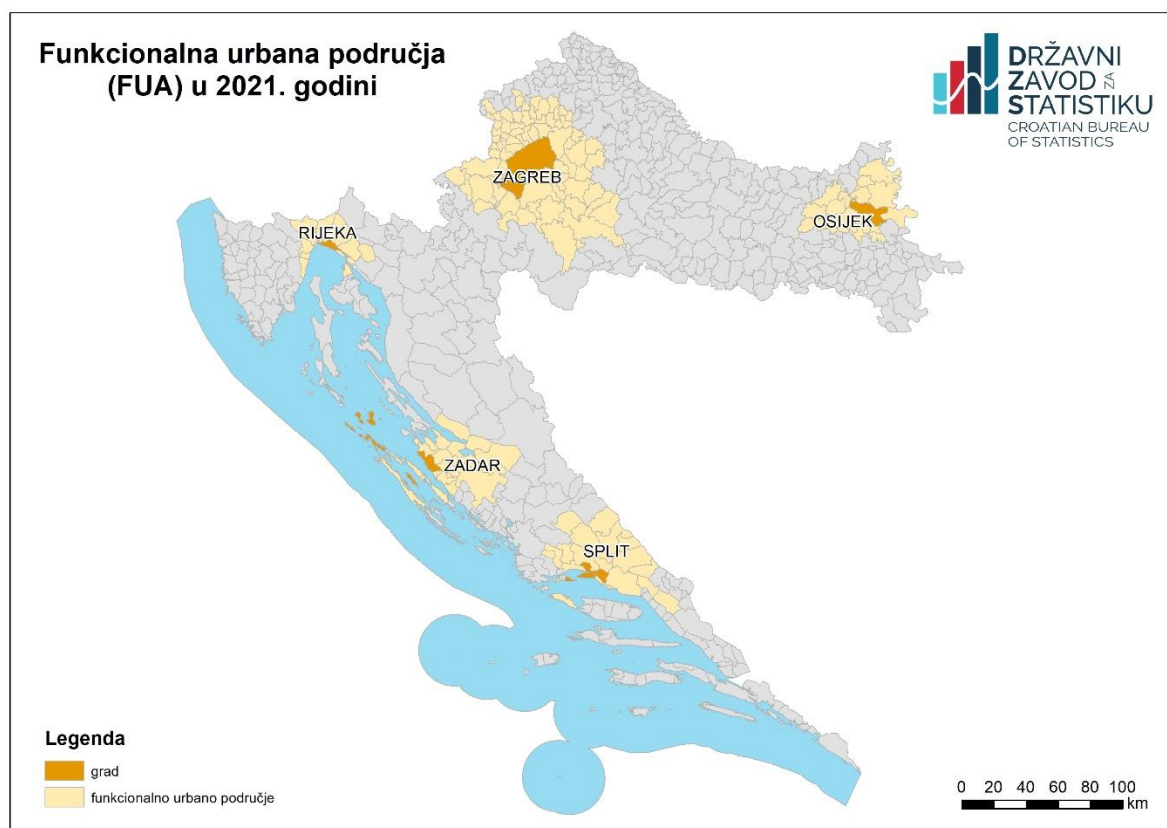 Funkcionalna urbana područja
(FUA) u 2021. godini
DRŽAVNI
ZAVOD ZA
STATISTIKU
CROATIAN BUREAU
OF STATISTICS
ZAGREB
OSIJEK
RIJEKA
ZADAR
SPLIT
Legenda
grad
funkcionalno urbano područje
0 20 40 60 80 100
km